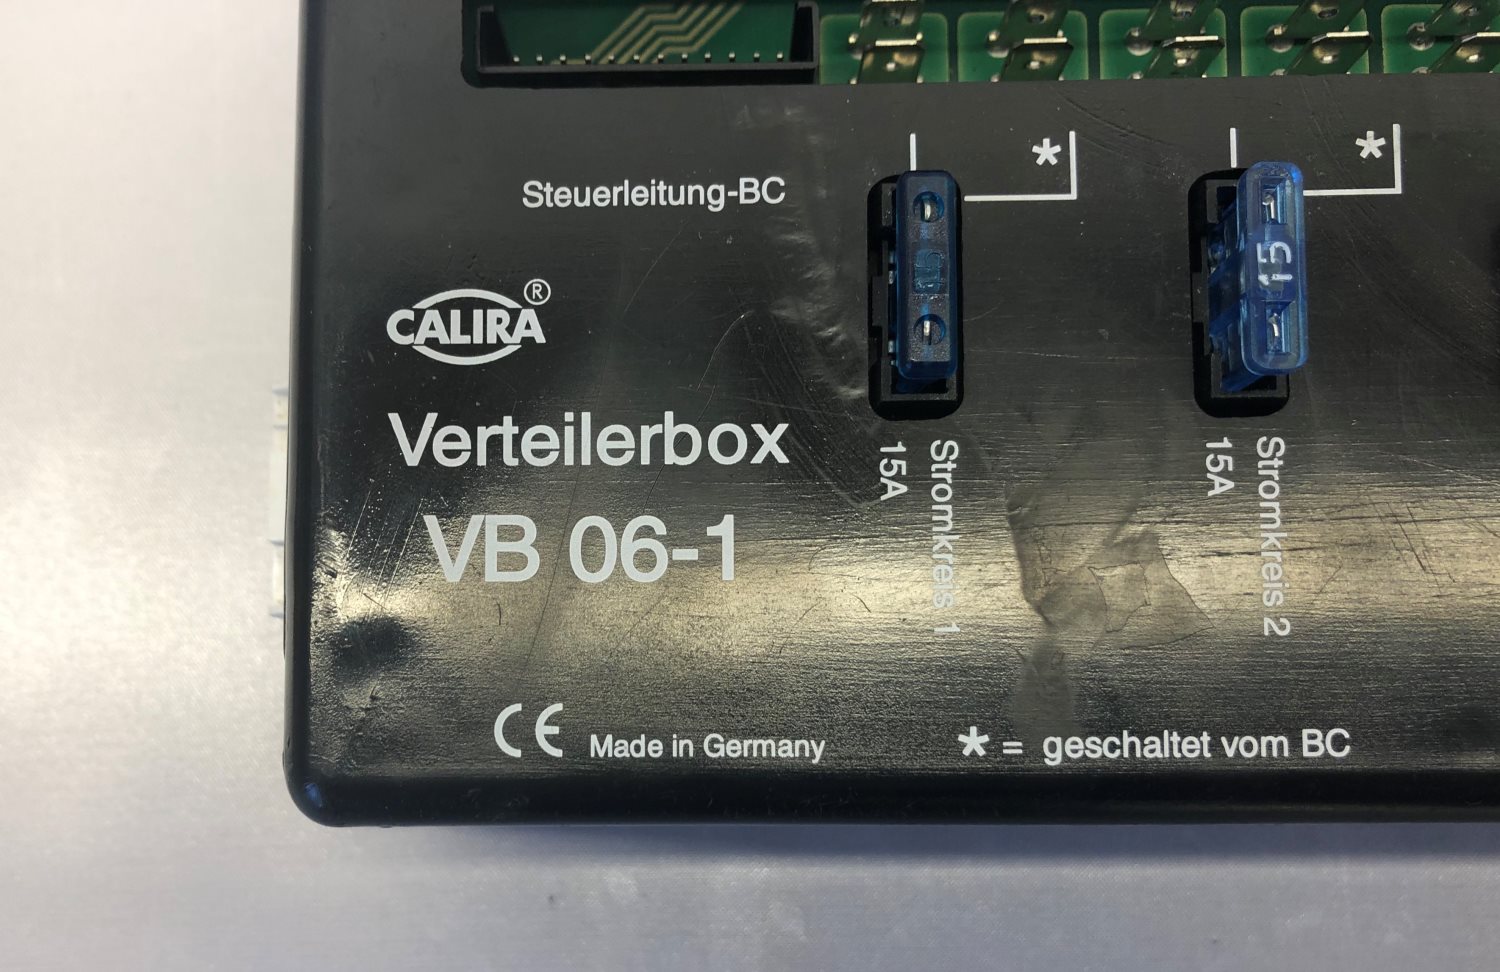 Steuerleitung-BC
*
*
15
15
CALIRA®
Verteilerbox
VB 06-1
15A
Stromkreis 1
15A
Stromkreis 2
CE Made in Germany
* = geschaltet vom BC